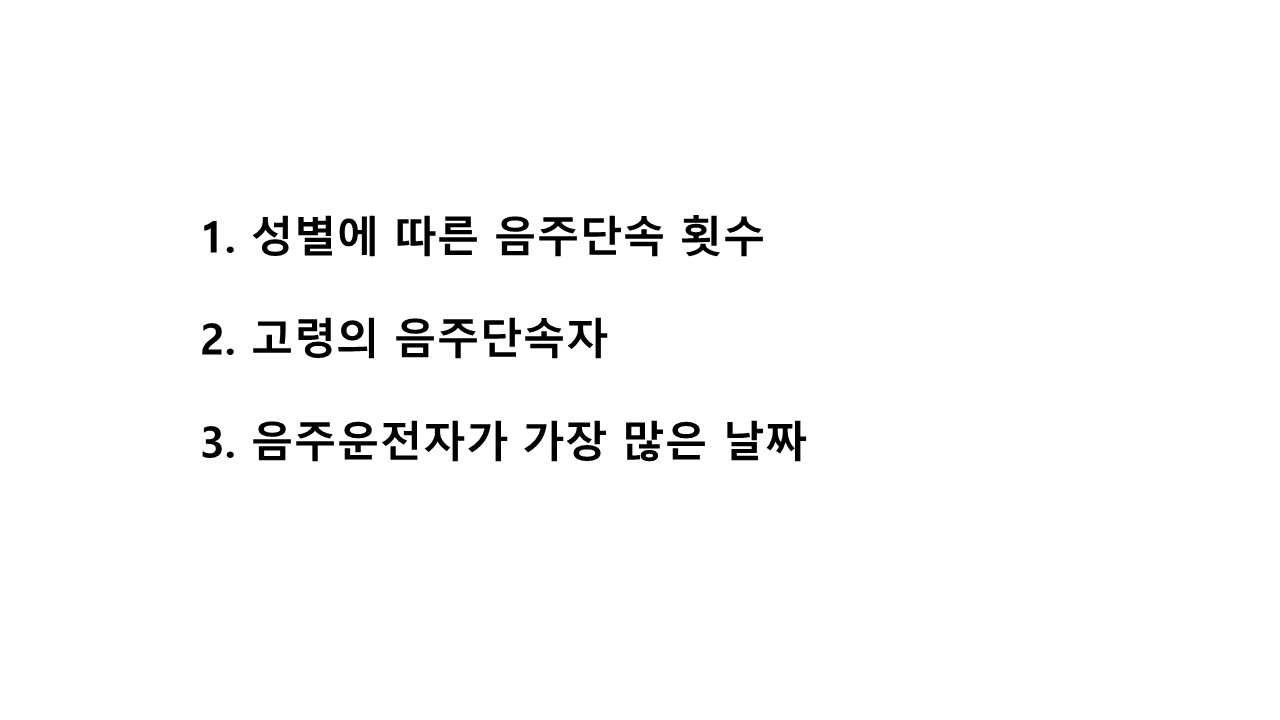 1. 성별에 따른 음주단속 횟수
2. 고령의 음주단속자
3. 음주운전자가 가장 많은 날짜